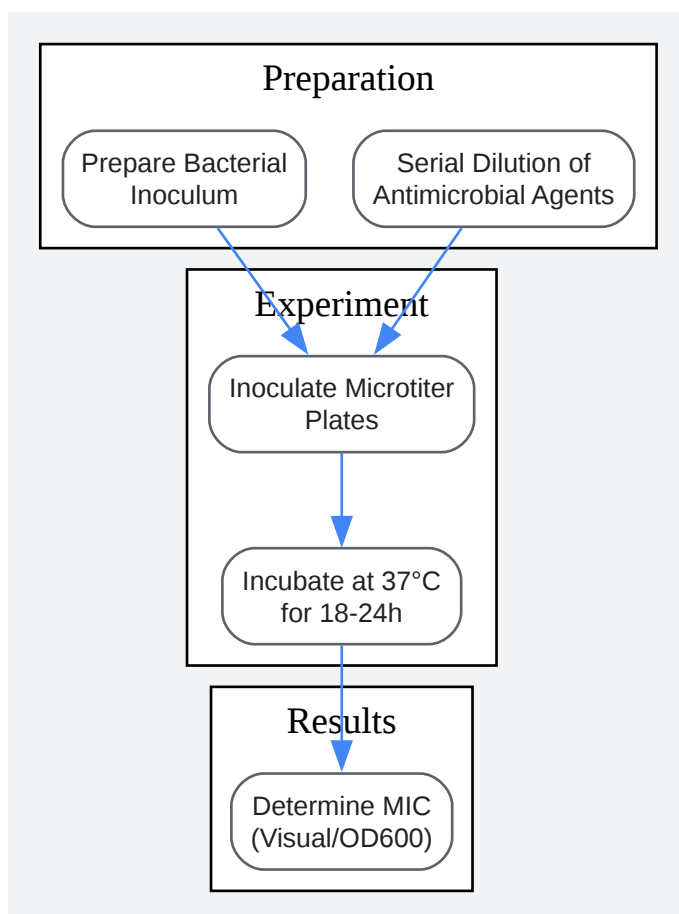 Preparation
Prepare Bacterial
Inoculum
Serial Dilution of
Antimicrobial Agents
Experiment
Inoculate Microtiter
Plates
Incubate at 37°C
for 18-24h
Results
Determine MIC
(Visual/OD600)